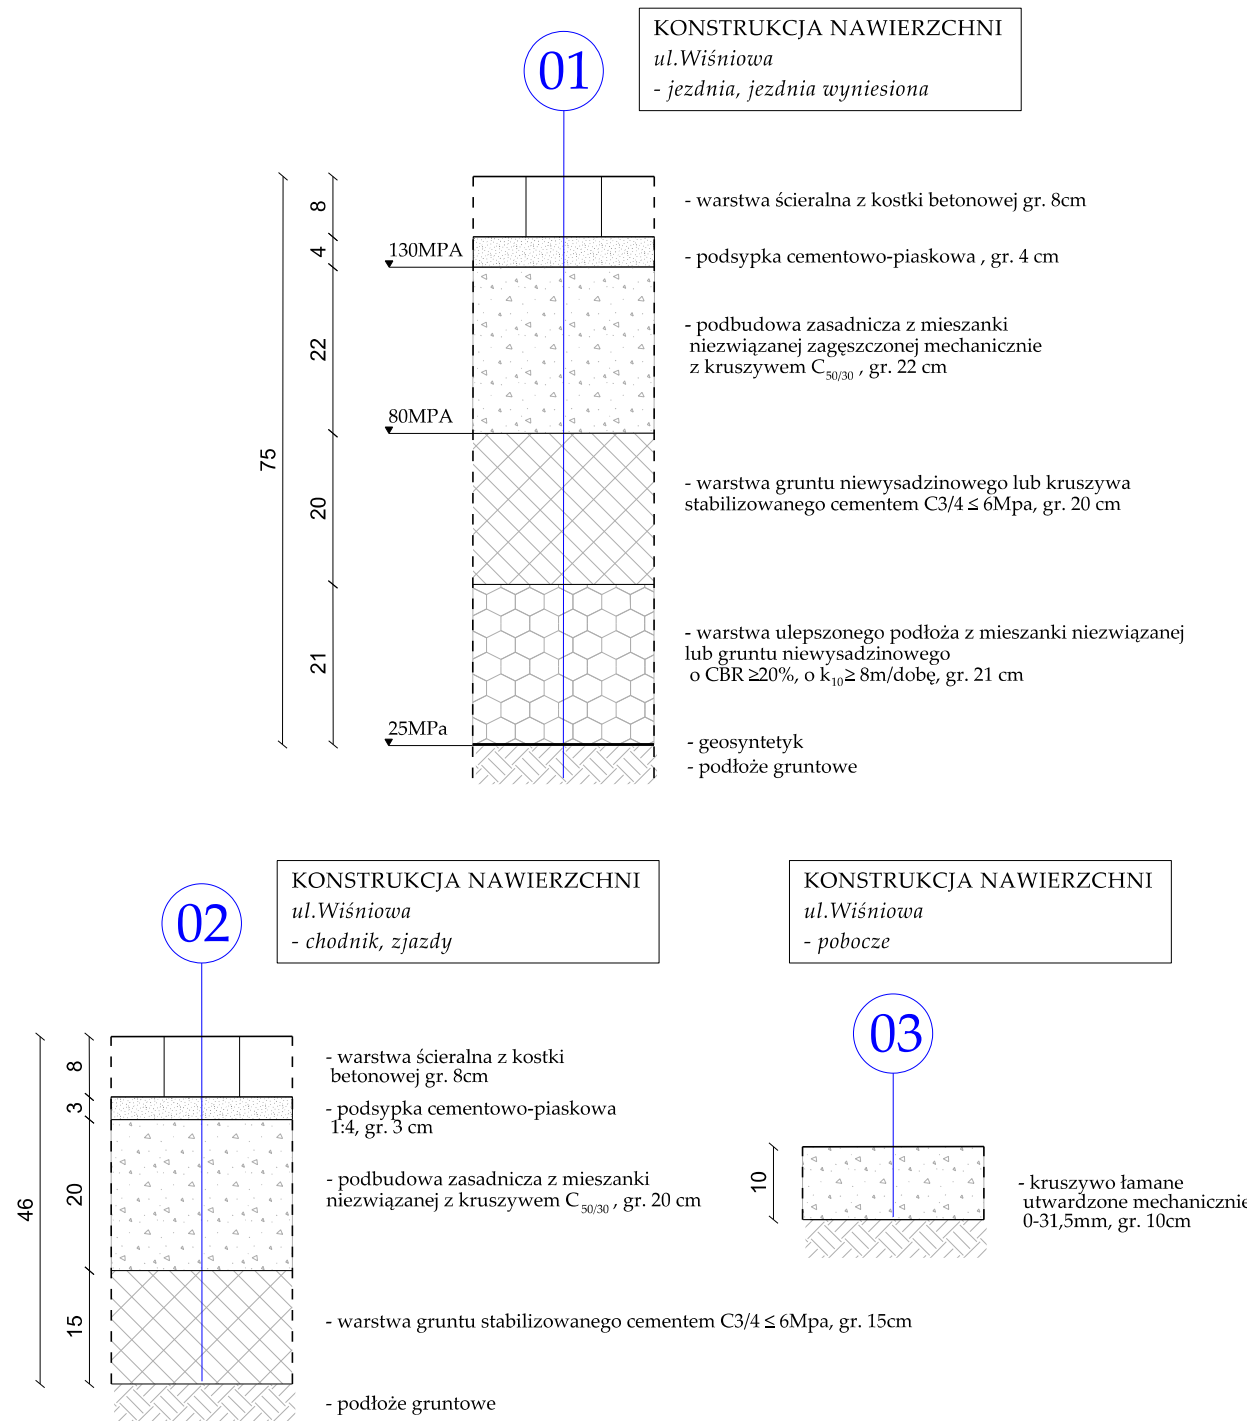 01
KONSTRUKCJA NAWIERZCHNI
ul.Wiśniowa
- jezdnia, jezdnia wyniesiona
75
8
4
22
20
21
130MPA
80MPA
25MPa
- warstwa ścieralna z kostki betonowej gr. 8cm
- podsypka cementowo-piaskowa , gr. 4 cm
- podbudowa zasadnicza z mieszanki
niezwiązanej zagęszczonej mechanicznie
z kruszywem C50/30 , gr. 22 cm
- warstwa gruntu niewysadzinowego lub kruszywa
stabilizowanego cementem C3/4 ≤ 6Mpa, gr. 20 cm
- warstwa ulepszonego podłoża z mieszanki niezwiązanej
lub gruntu niewysadzinowego
o CBR ≥20%, o k10≥ 8m/dobę, gr. 21 cm
- geosyntetyk
- podłoże gruntowe
02
KONSTRUKCJA NAWIERZCHNI
ul.Wiśniowa
- chodnik, zjazdy
46
8
3
20
15
- warstwa ścieralna z kostki
betonowej gr. 8cm
- podsypka cementowo-piaskowa
1:4, gr. 3 cm
- podbudowa zasadnicza z mieszanki
niezwiązanej z kruszywem C50/30 , gr. 20 cm
- warstwa gruntu stabilizowanego cementem C3/4 ≤ 6Mpa, gr. 15cm
- podłoże gruntowe
KONSTRUKCJA NAWIERZCHNI
ul.Wiśniowa
- pobocze
03
10
- kruszywo łamane
utwardzone mechanicznie
0-31,5mm, gr. 10cm